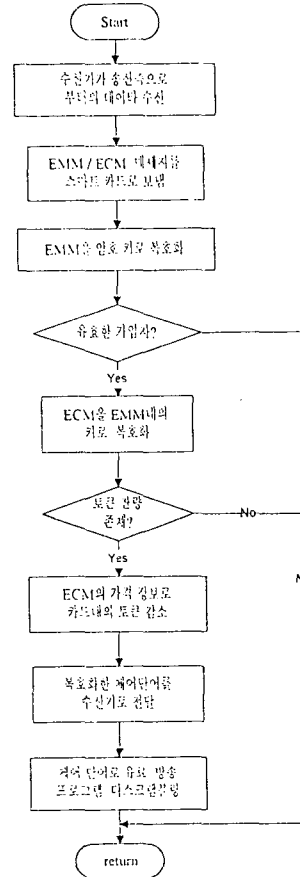 Start
수신기가 송신측으로
부터의 데이타 수신
EMM / ECM 메세지를
스마트 카드로 보냄
EMM을 암호 키로 복호화
유효한 가입자?
Yes
ECM을 EMM내의
키로 복호화
토큰 잔량
존재?
No
Yes
ECM의 가격 정보로
카드내의 토큰 감소
복호화한 제어단어를
수신기로 전달
제어 단어로 유료 방송
프로그램 디스크램블링
return